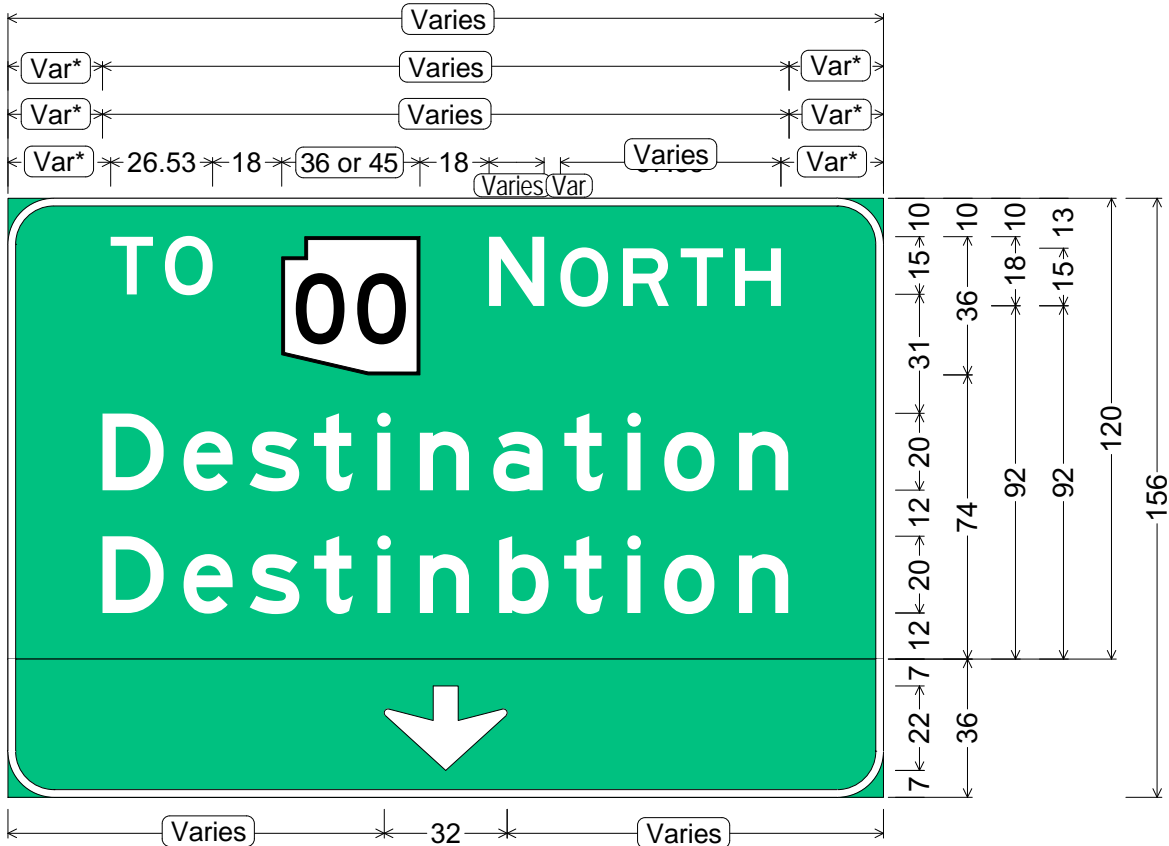 Varies
Var* Varies Var*
Var* Varies Var*
Var* 26.53 18 36 or 45 18 Varies Var*
Varies Var
TO 00 NORTH
Destination
Destinbtion
10 15 31 20 12 20 12 7 22 7
10 36 74 36
10 18 92
13 15 92
120
156
Varies 32 Varies